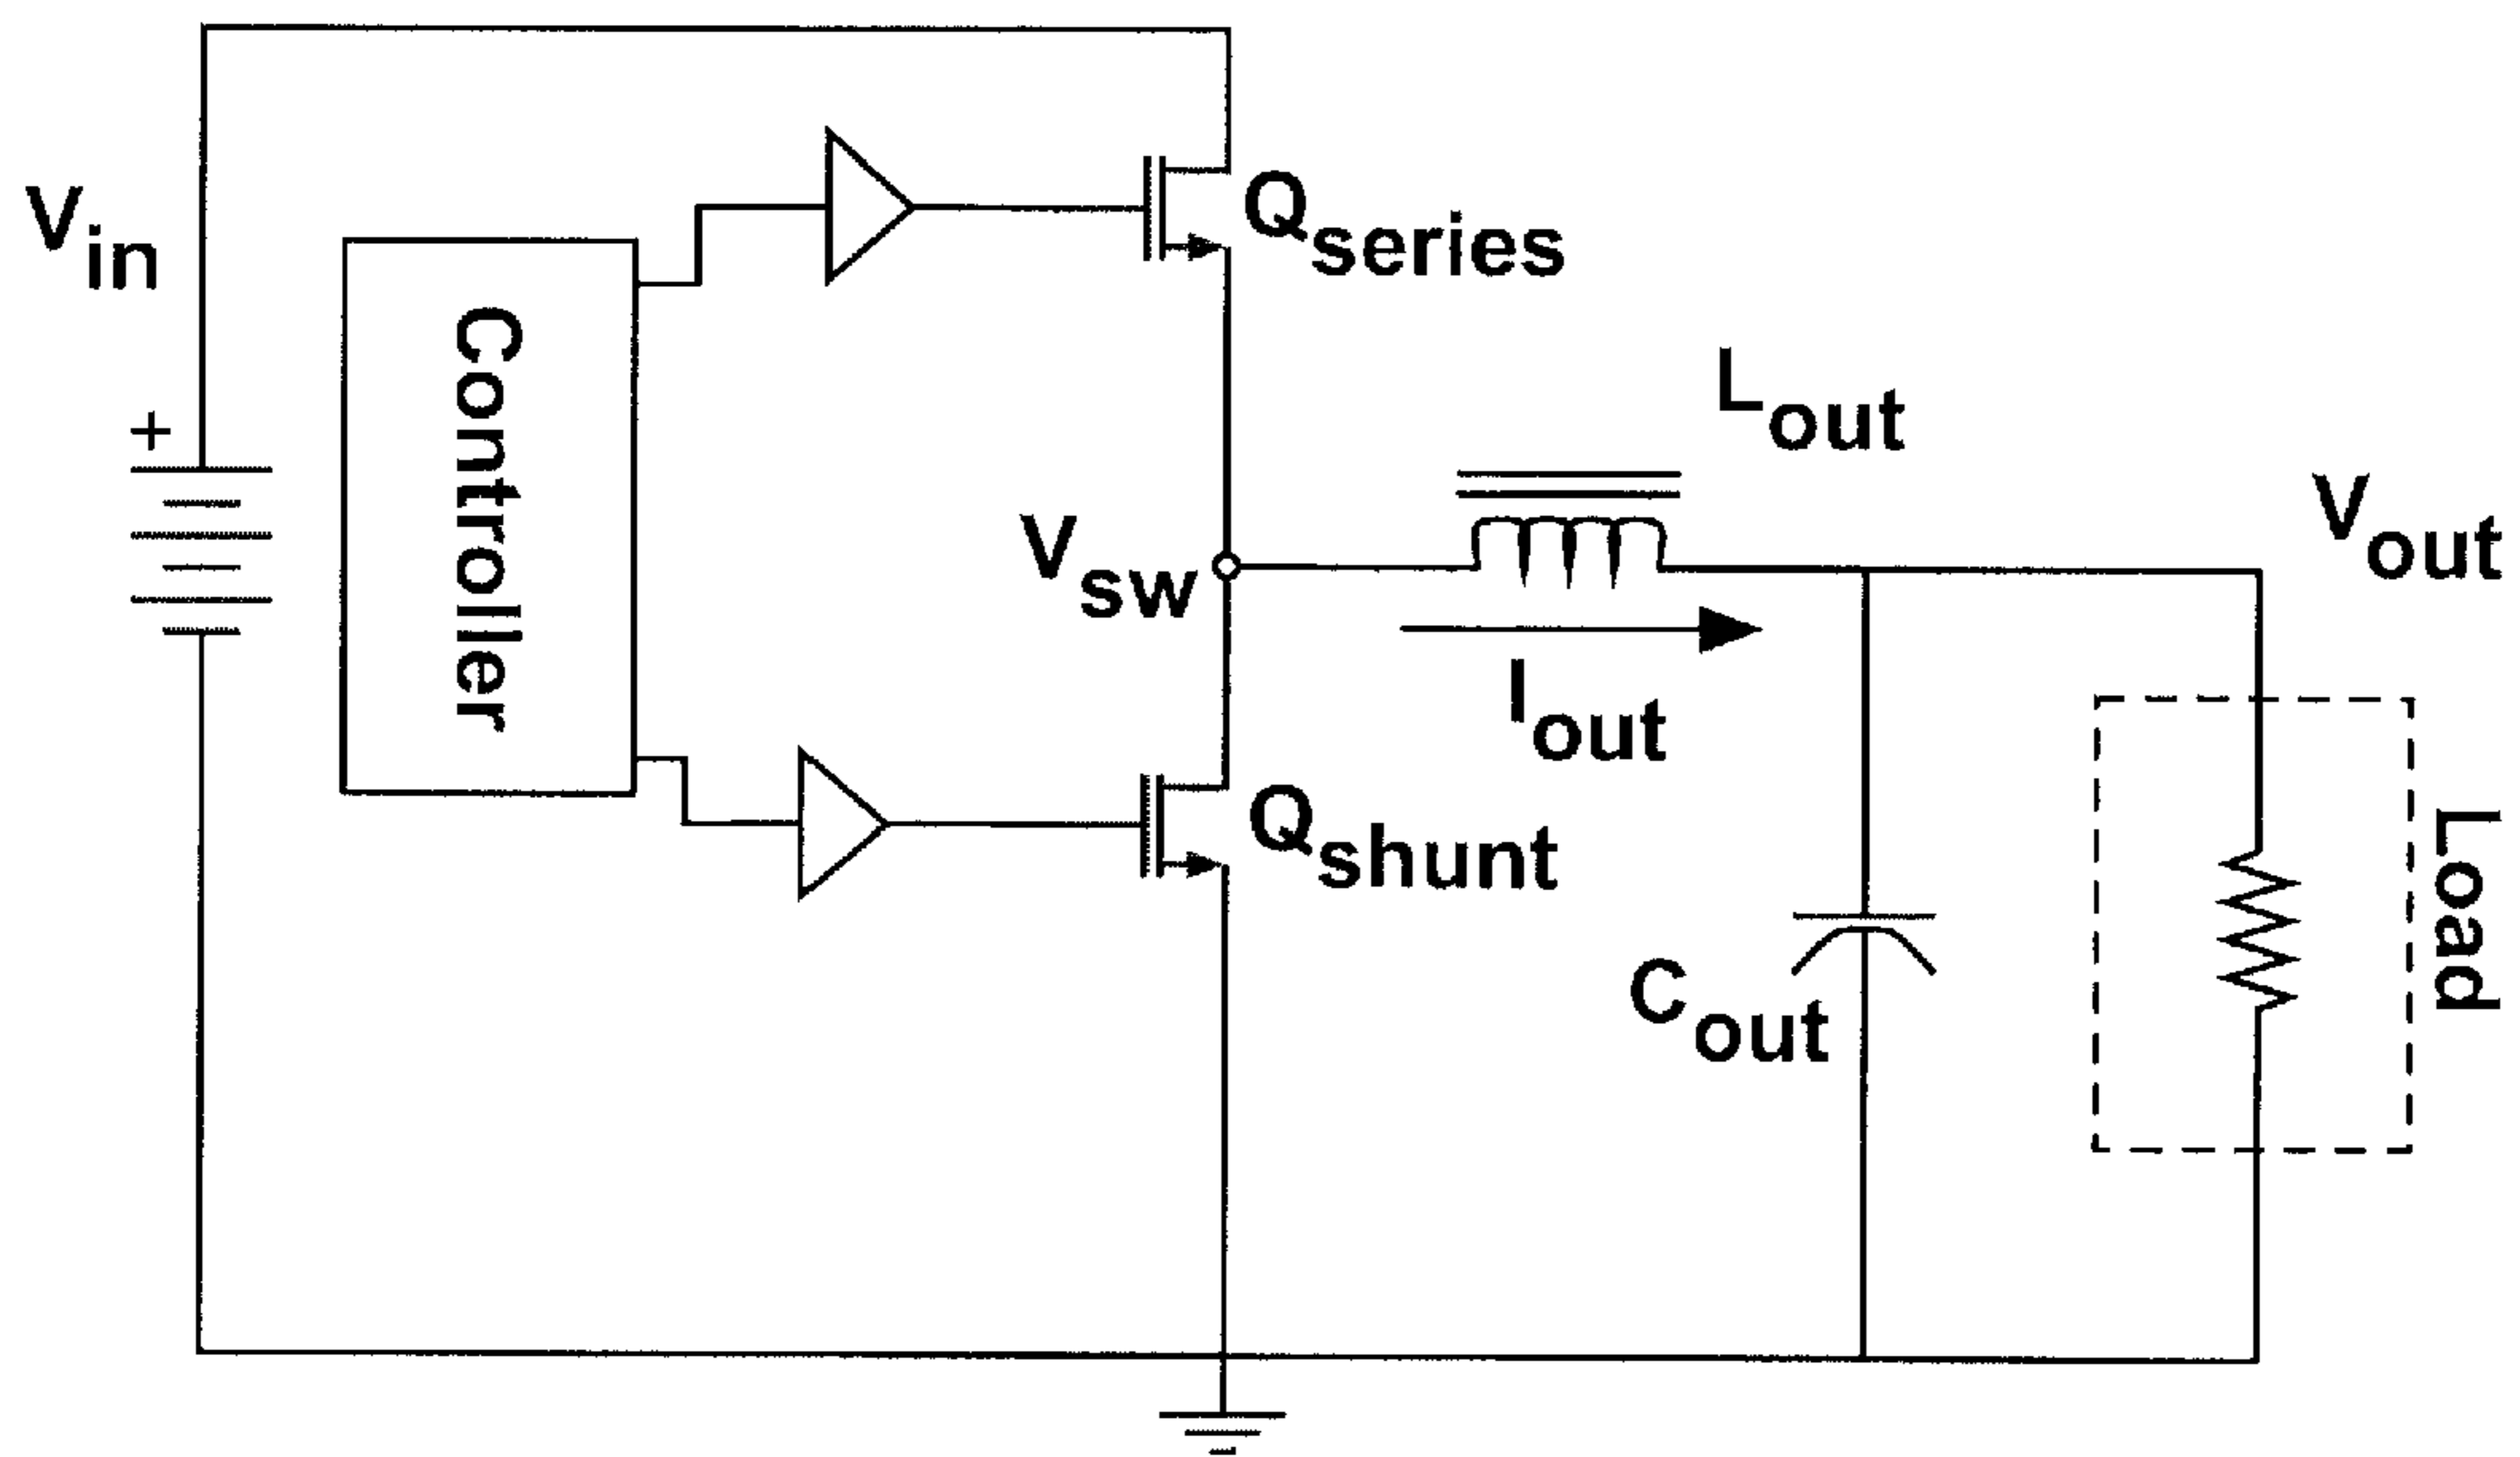 Vin
+
Controller
Qseries
Lout
Vsw
Vout
Iout
Qshunt
Cout
Load